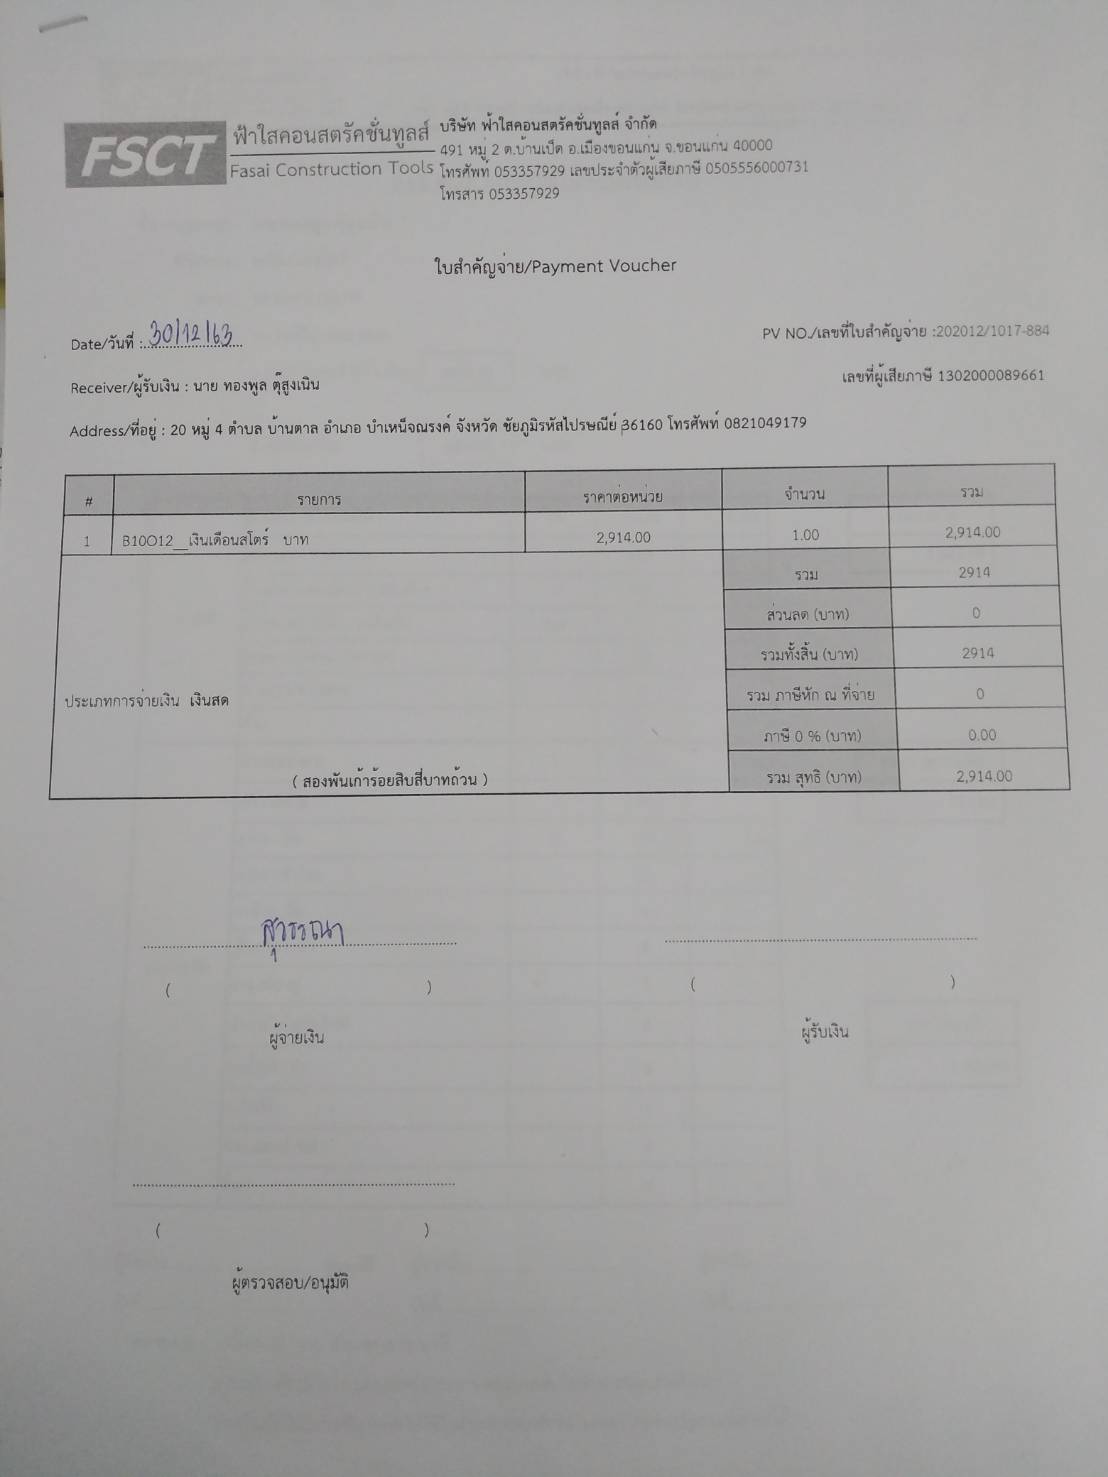 FSCT
ฟ้าใสคอนสตรัคชั่นทูลส์
Fasai Construction Tools
บริษัท ฟ้าใสคอนสตรัคชั่นทูลส์ จำกัด
491 หมู่ 2 ต.บ้านเป็ด อ.เมืองขอนแก่น จ.ขอนแก่น 40000
โทรศัพท์ 053357929 เลขประจำตัวผู้เสียภาษี 0505556000731
โทรสาร 053357929
ใบสำคัญจ่าย/Payment Voucher
Date/วันที่ : 30/12/63
PV NO./เลขที่ใบสำคัญจ่าย :202012/1017-884
Receiver/ผู้รับเงิน : นาย ทองพูล ตุ๊สูงเนิน
เลขที่ผู้เสียภาษี 1302000089661
Address/ที่อยู่ : 20 หมู่ 4 ตำบล บ้านตาล อำเภอ บำเหน็จณรงค์ จังหวัด ชัยภูมิรหัสไปรษณีย์ 36160 โทรศัพท์ 0821049179
# รายการ ราคาต่อหน่วย จำนวน รวม
1 B10O12__เงินเดือนสโตร์ บาท 2,914.00 1.00 2,914.00
รวม 2914
ส่วนลด (บาท) 0
รวมทั้งสิ้น (บาท) 2914
ประเภทการจ่ายเงิน เงินสด รวม ภาษีหัก ณ ที่จ่าย 0
ภาษี 0 % (บาท) 0.00
( สองพันเก้าร้อยสิบสี่บาทถ้วน ) รวม สุทธิ (บาท) 2,914.00
สุวรรณา
( ) ( )
ผู้จ่ายเงิน ผู้รับเงิน
( )
ผู้ตรวจสอบ/อนุมัติ